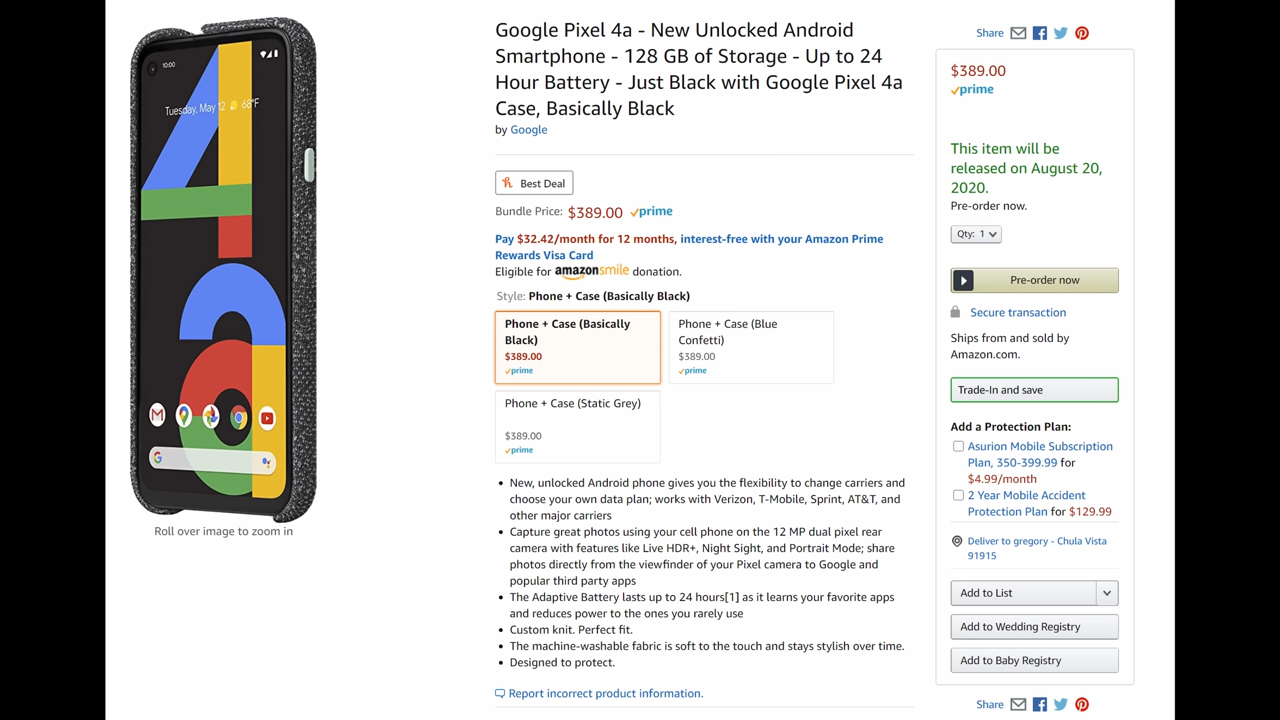 10:00
Tuesday, May 12 68°F
Roll over image to zoom in
Google Pixel 4a - New Unlocked Android
Smartphone - 128 GB of Storage - Up to 24
Hour Battery - Just Black with Google Pixel 4a
Case, Basically Black
by Google
Best Deal
Bundle Price: $389.00 prime
Pay $32.42/month for 12 months, interest-free with your Amazon Prime
Rewards Visa Card
Eligible for amazonsmile donation.
Style: Phone + Case (Basically Black)
Phone + Case (Basically
Black)
$389.00
prime
Phone + Case (Blue
Confetti)
$389.00
prime
Phone + Case (Static Grey)
$389.00
prime
• New, unlocked Android phone gives you the flexibility to change carriers and
choose your own data plan; works with Verizon, T-Mobile, Sprint, AT&T, and
other major carriers
• Capture great photos using your cell phone on the 12 MP dual pixel rear
camera with features like Live HDR+, Night Sight, and Portrait Mode; share
photos directly from the viewfinder of your Pixel camera to Google and
popular third party apps
• The Adaptive Battery lasts up to 24 hours[1] as it learns your favorite apps
and reduces power to the ones you rarely use
• Custom knit. Perfect fit.
• The machine-washable fabric is soft to the touch and stays stylish over time.
• Designed to protect.
Report incorrect product information.
Share
$389.00
prime
This item will be
released on August 20,
2020.
Pre-order now.
Qty: 1
Pre-order now
Secure transaction
Ships from and sold by
Amazon.com.
Trade-In and save
Add a Protection Plan:
Asurion Mobile Subscription
Plan, 350-399.99 for
$4.99/month
2 Year Mobile Accident
Protection Plan for $129.99
Deliver to gregory - Chula Vista
91915
Add to List
Add to Wedding Registry
Add to Baby Registry
Share